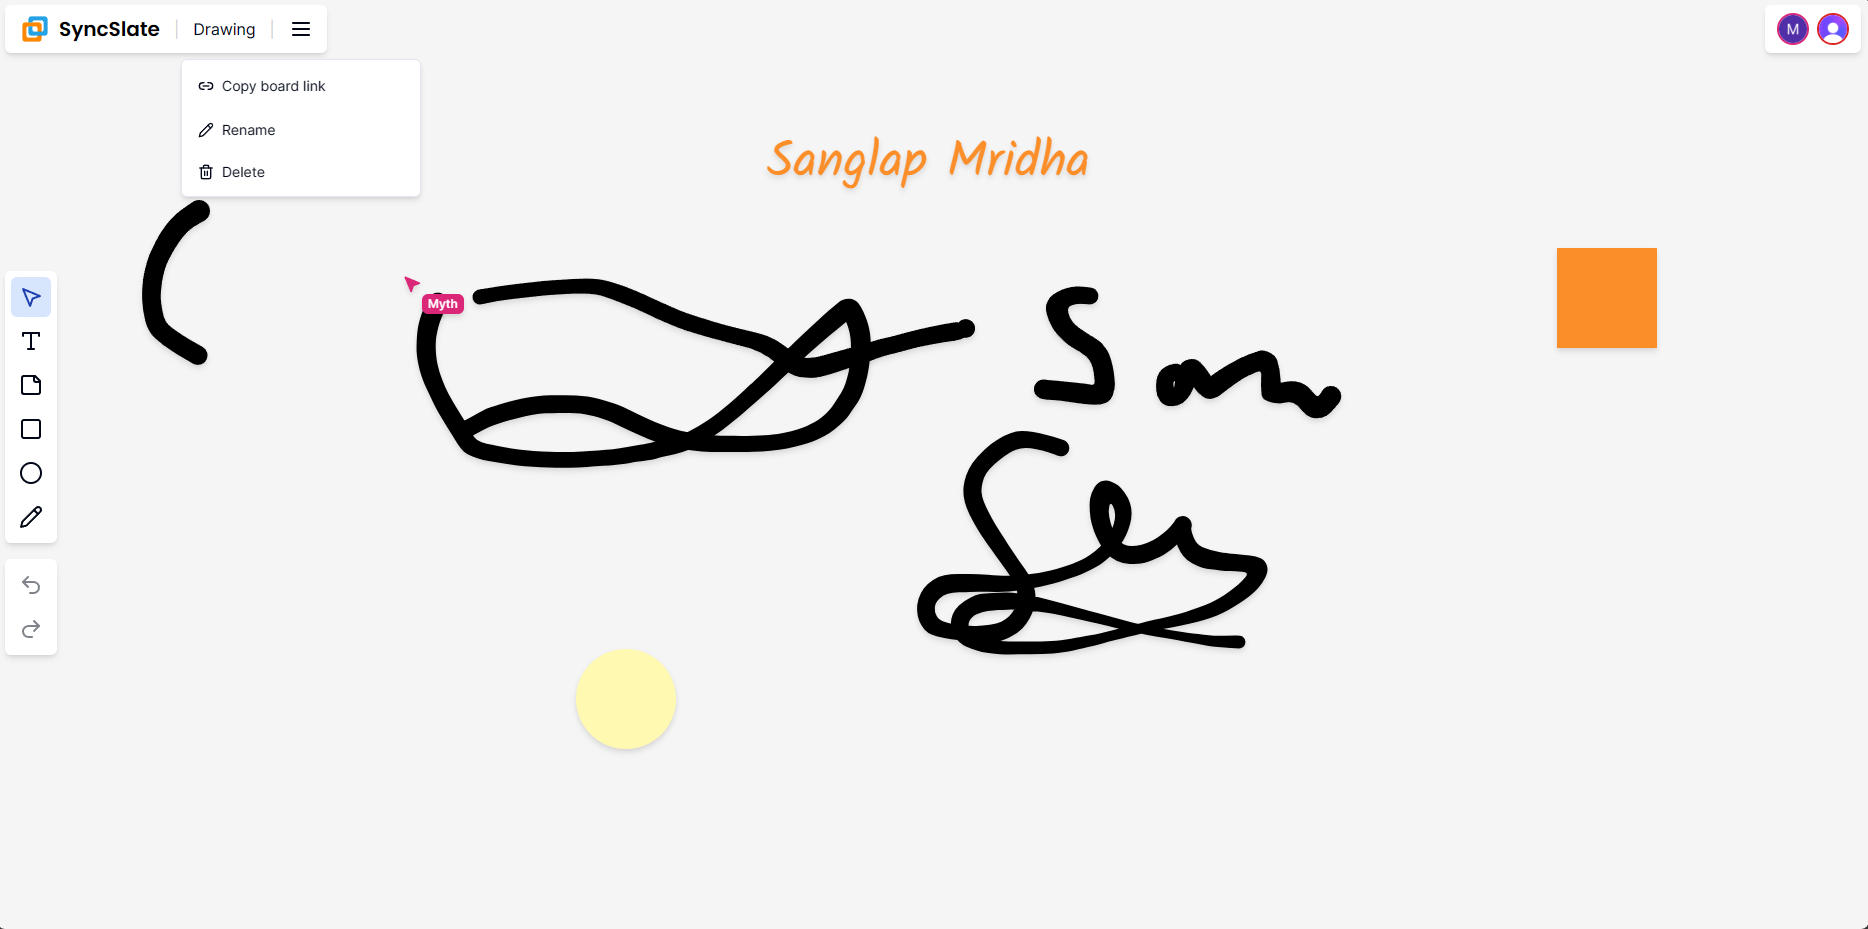 SyncSlate Drawing
M
Copy board link
Rename
Delete
Sanglap Mridha
Myth
T